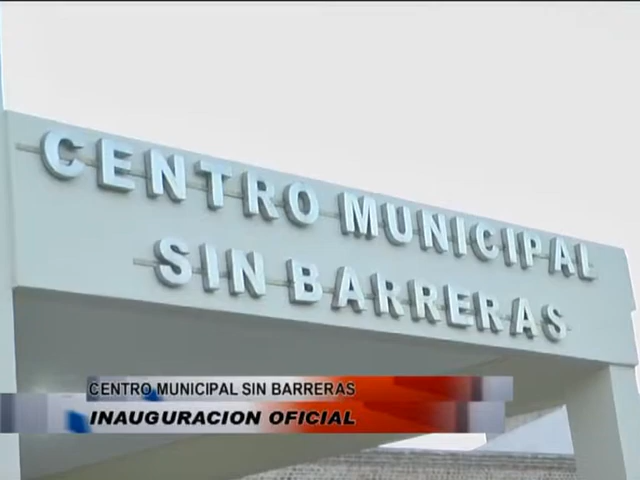 CENTRO MUNICIPAL
SIN BARRERAS
CENTRO MUNICIPAL SIN BARRERAS
INAUGURACION OFICIAL